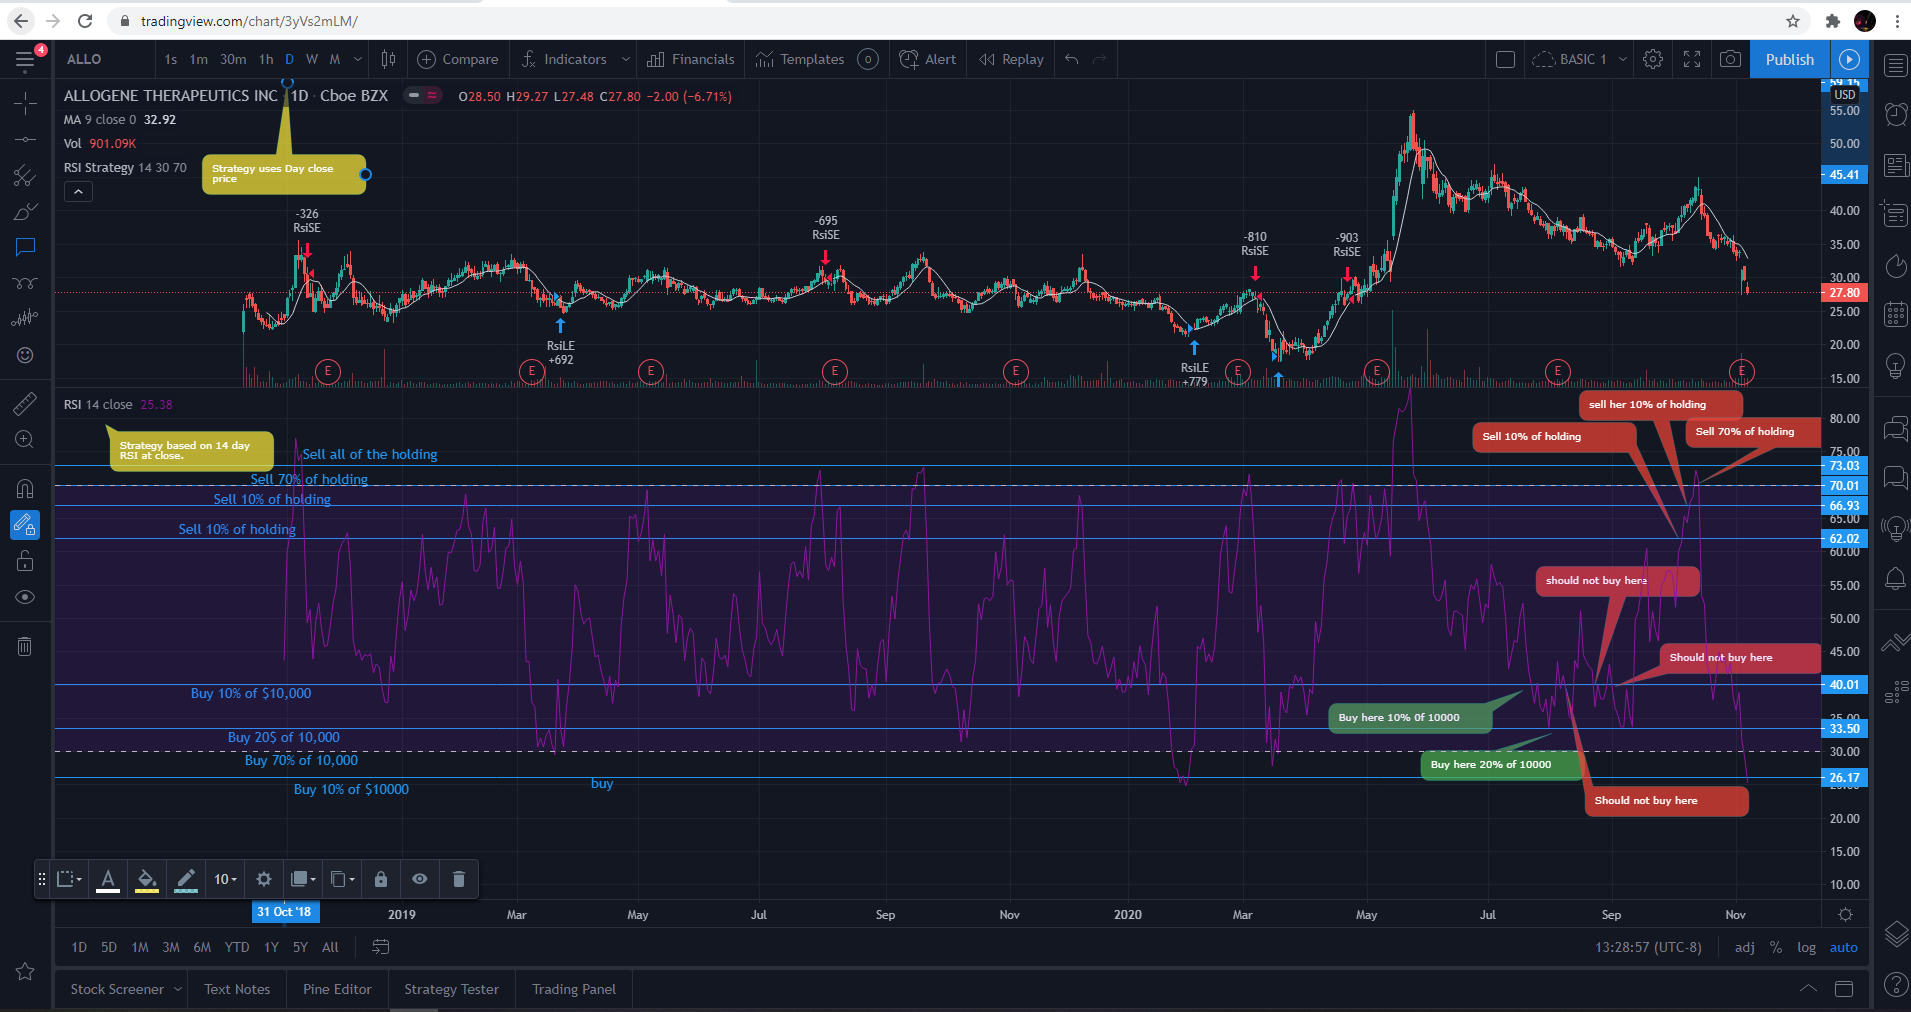 tradingview.com/chart/3yVs2mLM/
4
ALLO
1s 1m 30m 1h D W M
Compare
Indicators
Financials
Templates
Alert
Replay
BASIC 1
Publish
ALLOGENE THERAPEUTICS INC 1D · Cboe BZX
O28.50 H29.27 L27.48 C27.80 −2.00 (−6.71%)
MA 9 close 0 32.92
Vol 901.09K
RSI Strategy 14 30 70
Strategy uses Day close
price
-326
RsiSE
-695
RsiSE
-810
RsiSE
-903
RsiSE
RsiLE
+692
RsiLE
+779
E E E E E E E E E
59.15
USD
55.00
50.00
45.41
40.00
35.00
30.00
27.80
25.00
20.00
15.00
RSI 14 close 25.38
Strategy based on 14 day
RSI at close.
Sell all of the holding
Sell 70% of holding
Sell 10% of holding
Sell 10% of holding
sell her 10% of holding
Sell 10% of holding
Sell 70% of holding
should not buy here
Should not buy here
Buy 10% of $10,000
Buy here 10% of 10000
Buy 20$ of 10,000
Buy 70% of 10,000
Buy here 20% of 10000
Buy 10% of $10000
buy
Should not buy here
80.00
75.00
73.03
70.01
66.93
65.00
62.02
60.00
55.00
50.00
45.00
40.01
35.00
33.50
30.00
26.17
25.00
20.00
15.00
10.00
10
31 Oct '18
2019 Mar May Jul Sep Nov 2020 Mar May Jul Sep Nov
1D 5D 1M 3M 6M YTD 1Y 5Y All
13:28:57 (UTC-8)
adj % log auto
Stock Screener
Text Notes
Pine Editor
Strategy Tester
Trading Panel